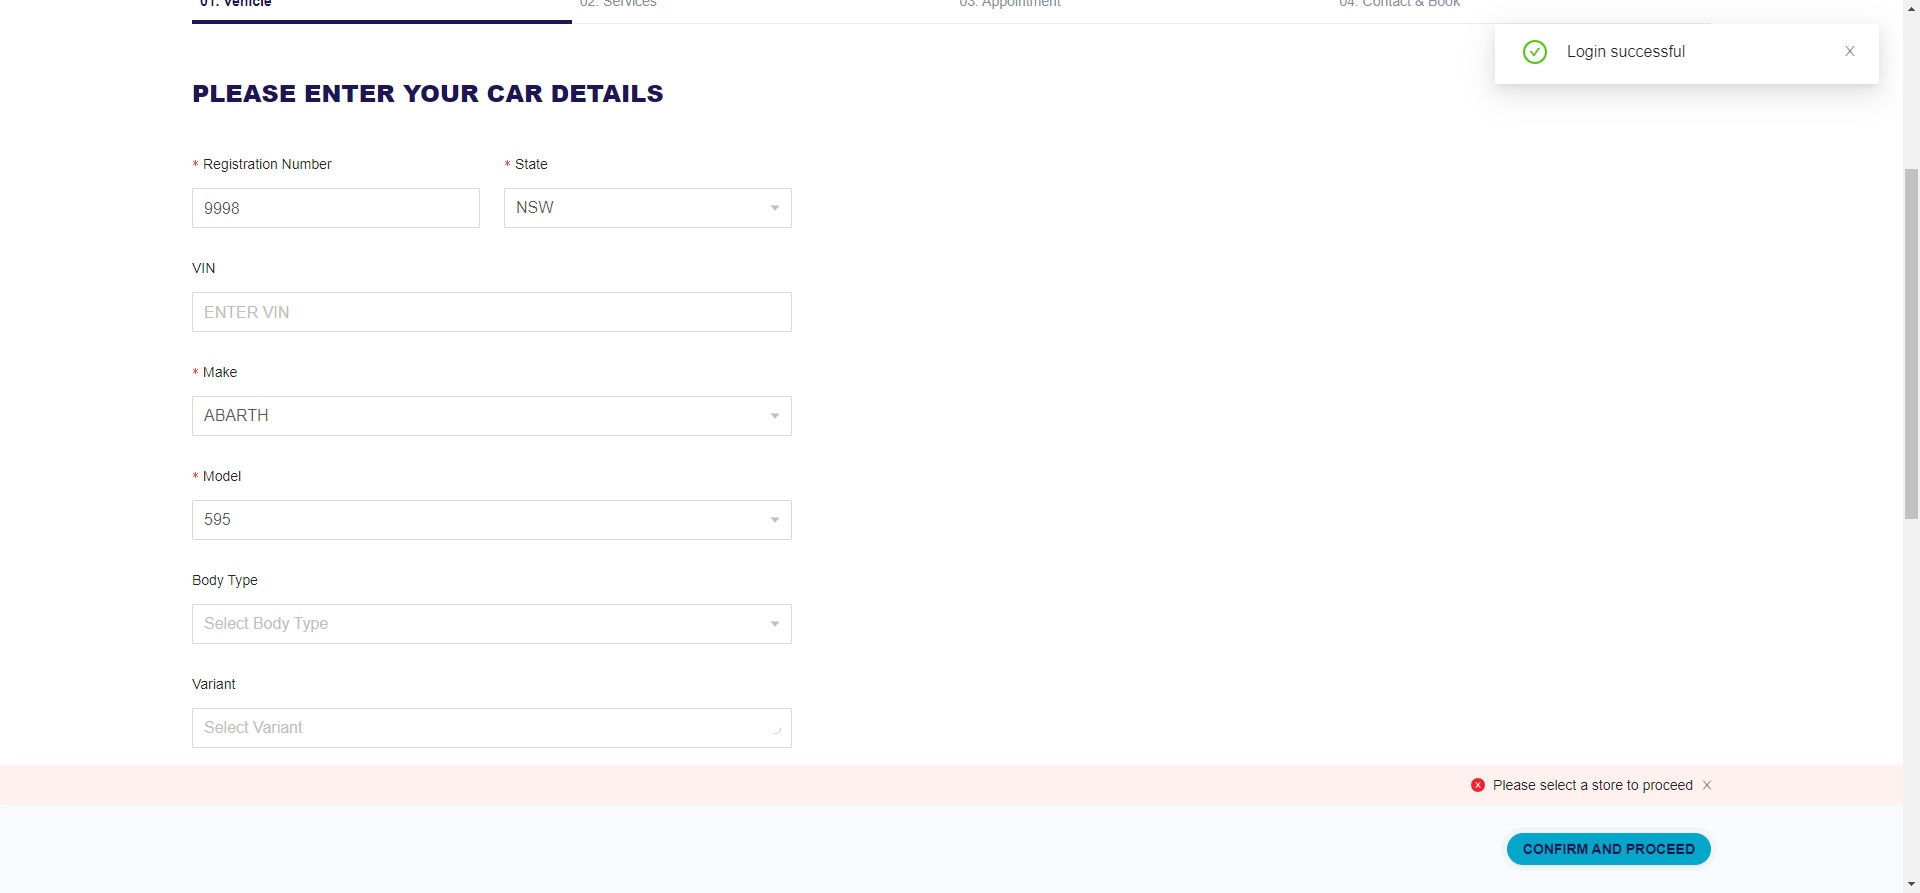 01. Vehicle
02. Services
03. Appointment
04. Contact & Book
Login successful
PLEASE ENTER YOUR CAR DETAILS
* Registration Number
* State
9998
NSW
VIN
ENTER VIN
* Make
ABARTH
* Model
595
Body Type
Select Body Type
Variant
Select Variant
Please select a store to proceed
CONFIRM AND PROCEED